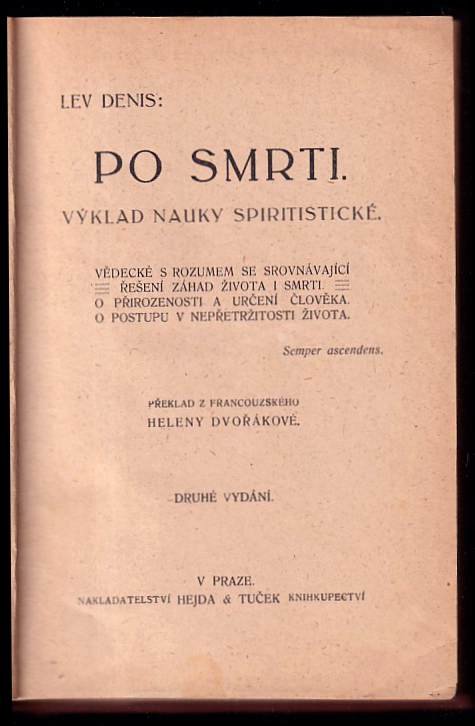 LEV DENIS:
PO SMRTI.
VÝKLAD NAUKY SPIRITISTICKÉ.
VĚDECKÉ S ROZUMEM SE SROVNÁVAJÍCÍ
ŘEŠENÍ ZÁHAD ŽIVOTA I SMRTI.
O PŘIROZENOSTI A URČENÍ ČLOVĚKA.
O POSTUPU V NEPŘETRŽITOSTI ŽIVOTA.
Semper ascendens.
PŘEKLAD Z FRANCOUZSKÉHO
HELENY DVOŘÁKOVÉ.
DRUHÉ VYDÁNÍ.
V PRAZE.
NAKLADATELSTVÍ HEJDA & TUČEK KNIHKUPECTVÍ